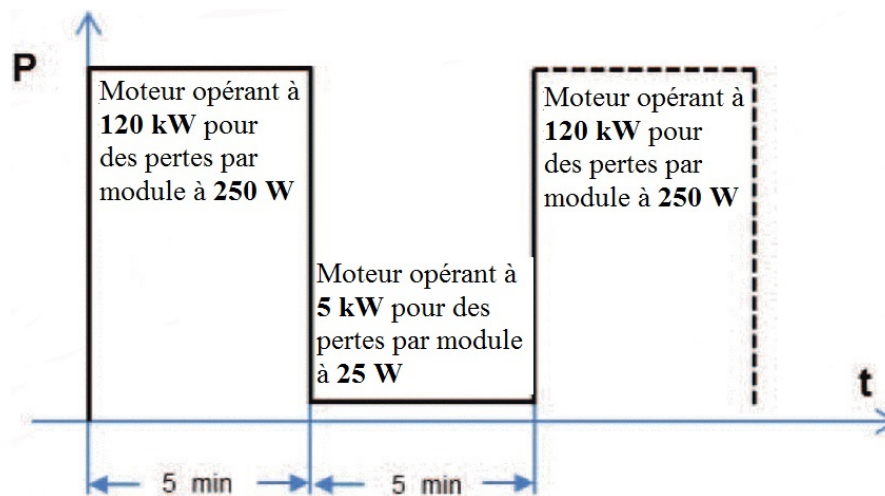 P
Moteur opérant à
120 kW pour
des pertes par
module à 250 W
Moteur opérant à
5 kW pour des
pertes par module
à 25 W
Moteur opérant à
120 kW pour
des pertes par
module à 250 W
t
5 min
5 min